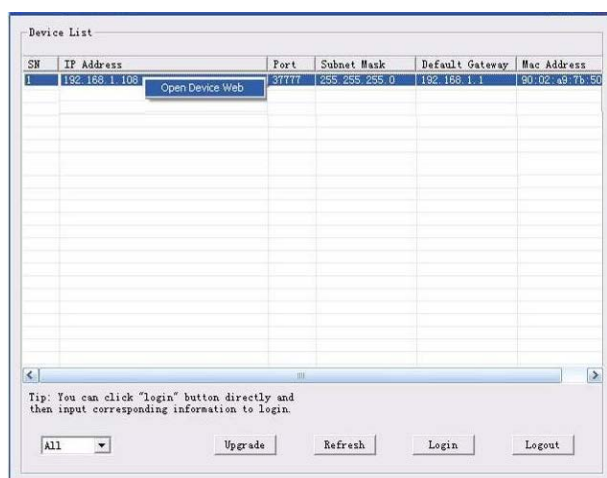 Device List
SN IP Address Port Subnet Mask Default Gateway Mac Address
1 192.168.1.108 37777 255.255.255.0 192.168.1.1 90:02:a9:7b:50
Open Device Web
Tip: You can click "login" button directly and
then input corresponding information to login.
All Upgrade Refresh Login Logout